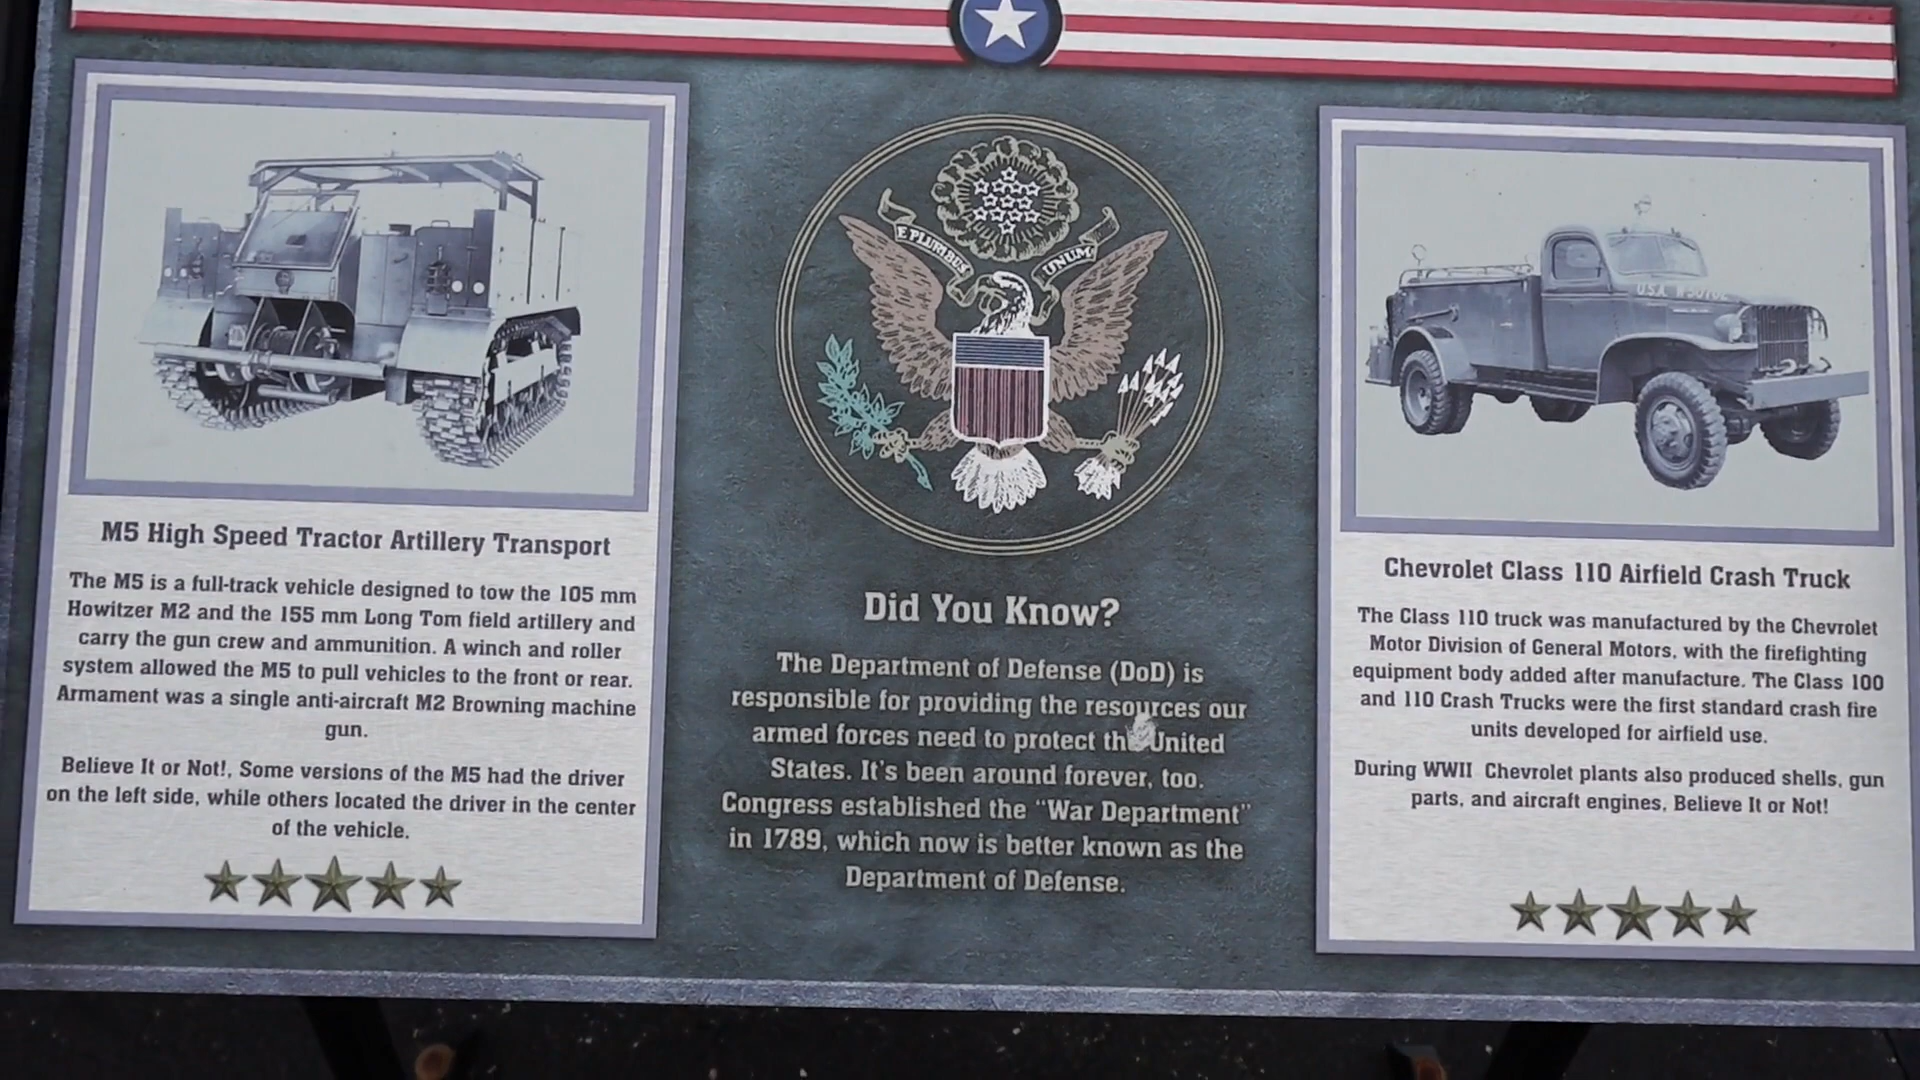 M5 High Speed Tractor Artillery Transport
The M5 is a full-track vehicle designed to tow the 105 mm
Howitzer M2 and the 155 mm Long Tom field artillery and
carry the gun crew and ammunition. A winch and roller
system allowed the M5 to pull vehicles to the front or rear.
Armament was a single anti-aircraft M2 Browning machine
gun.
Believe It or Not!, Some versions of the M5 had the driver
on the left side, while others located the driver in the center
of the vehicle.
E PLURIBUS UNUM
Did You Know?
The Department of Defense (DoD) is
responsible for providing the resources our
armed forces need to protect the United
States. It's been around forever, too.
Congress established the "War Department"
in 1789, which now is better known as the
Department of Defense.
U.S.A.
Chevrolet Class 110 Airfield Crash Truck
The Class 110 truck was manufactured by the Chevrolet
Motor Division of General Motors, with the firefighting
equipment body added after manufacture. The Class 100
and 110 Crash Trucks were the first standard crash fire
units developed for airfield use.
During WWII Chevrolet plants also produced shells, gun
parts, and aircraft engines, Believe It or Not!